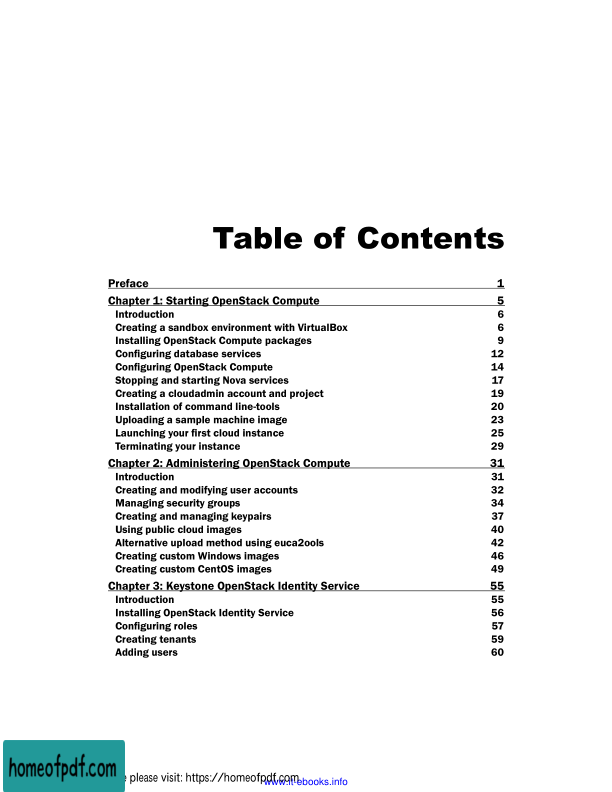 Table of Contents
Preface 1
Chapter 1: Starting OpenStack Compute 5
Introduction 6
Creating a sandbox environment with VirtualBox 6
Installing OpenStack Compute packages 9
Configuring database services 12
Configuring OpenStack Compute 14
Stopping and starting Nova services 17
Creating a cloudadmin account and project 19
Installation of command line-tools 20
Uploading a sample machine image 23
Launching your first cloud instance 25
Terminating your instance 29
Chapter 2: Administering OpenStack Compute 31
Introduction 31
Creating and modifying user accounts 32
Managing security groups 34
Creating and managing keypairs 37
Using public cloud images 40
Alternative upload method using euca2ools 42
Creating custom Windows images 46
Creating custom CentOS images 49
Chapter 3: Keystone OpenStack Identity Service 55
Introduction 55
Installing OpenStack Identity Service 56
Configuring roles 57
Creating tenants 59
Adding users 60
homeofpdf.com
please visit: https://homeofpdf.com
www.it-ebooks.info